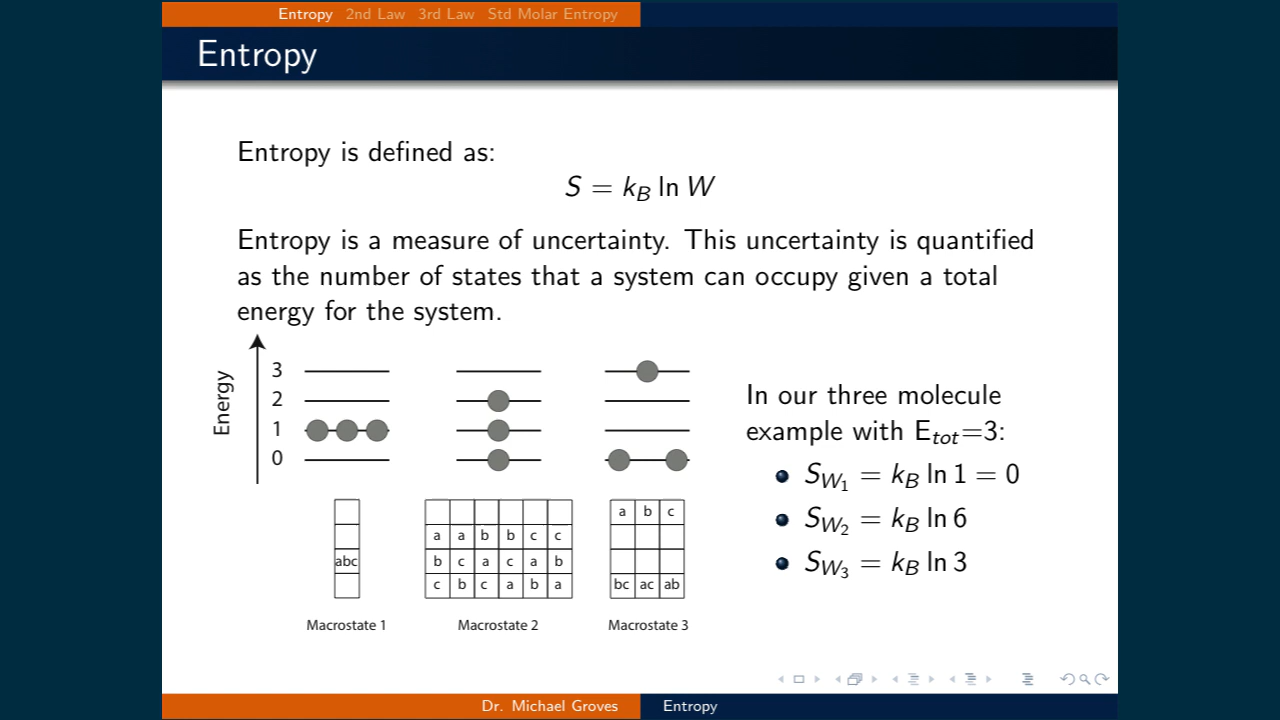 Entropy 2nd Law 3rd Law Std Molar Entropy
Entropy
Entropy is defined as:
S = k_B ln W
Entropy is a measure of uncertainty. This uncertainty is quantified
as the number of states that a system can occupy given a total
energy for the system.
Energy
3
2
1
0
In our three molecule
example with E_tot=3:
S_W_1 = k_B ln 1 = 0
S_W_2 = k_B ln 6
S_W_3 = k_B ln 3
abc
a a b b c c
b c a c a b
c b c a b a
a b c
bc ac ab
Macrostate 1
Macrostate 2
Macrostate 3
Dr. Michael Groves
Entropy